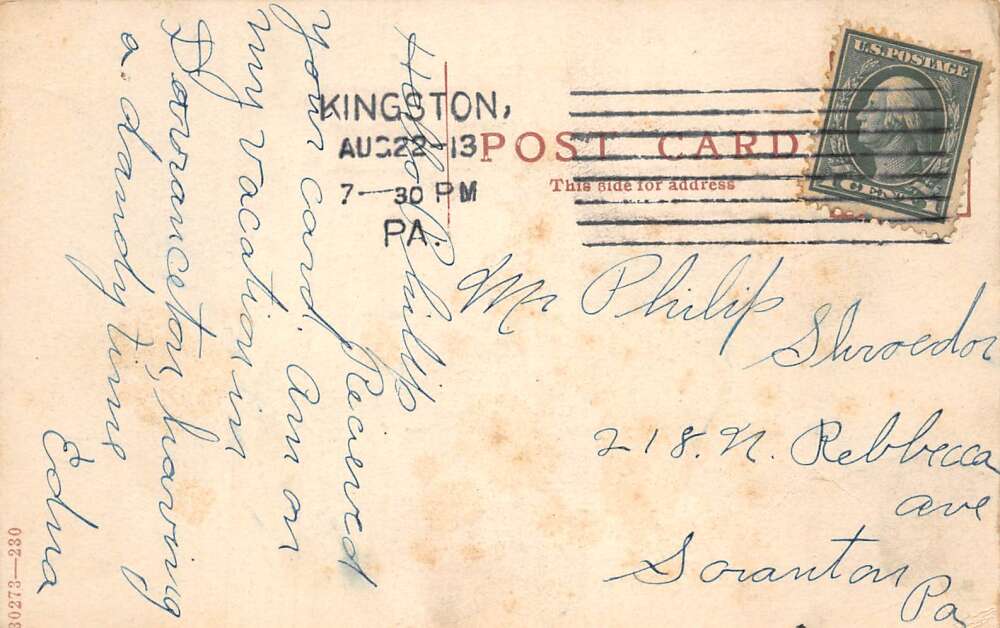 Hello Philip
Recieved
your card. Am on
my vacation in
Dorranceton, having
a dandy time
Edna
KINGSTON,
AUG 22 13
7—30 PM
PA.
POST CARD
This side for address
U.S. POSTAGE
Mr Philip
Shroedor
218. N. Rebbecca
ave
Scranton
Pa
30273—230